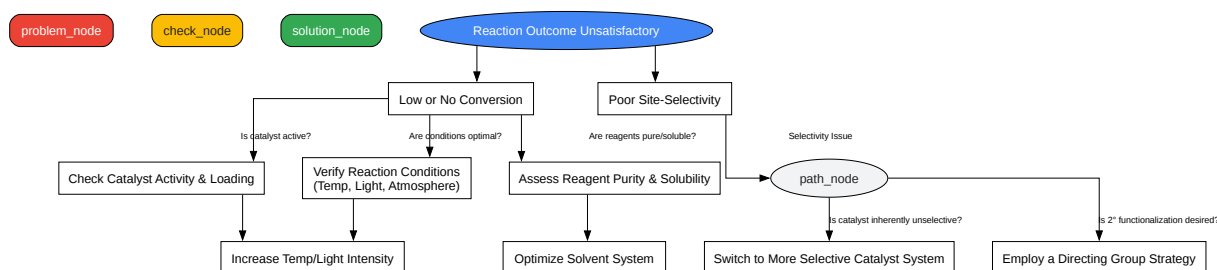 problem_node
check_node
solution_node
Reaction Outcome Unsatisfactory
Low or No Conversion
Poor Site-Selectivity
Is catalyst active?
Are conditions optimal?
Are reagents pure/soluble?
Selectivity Issue
Check Catalyst Activity & Loading
Verify Reaction Conditions
(Temp, Light, Atmosphere)
Assess Reagent Purity & Solubility
path_node
Is catalyst inherently unselective?
Is 2° functionalization desired?
Increase Temp/Light Intensity
Optimize Solvent System
Switch to More Selective Catalyst System
Employ a Directing Group Strategy